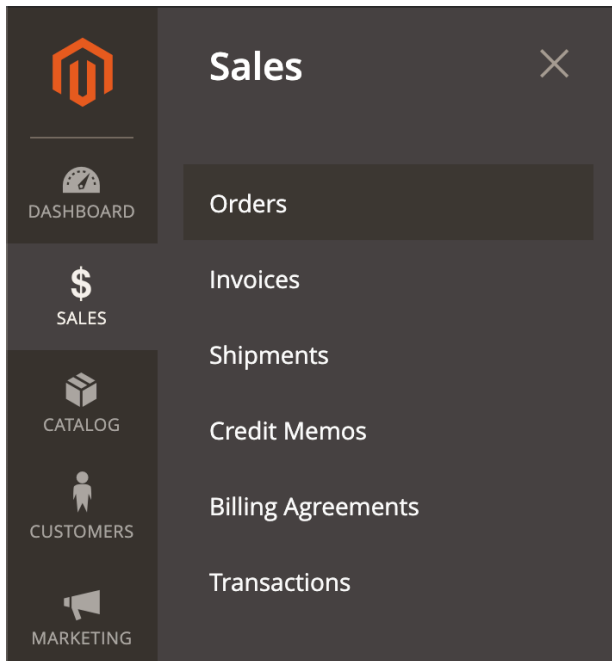 DASHBOARD
$
SALES
CATALOG
CUSTOMERS
MARKETING
Sales
Orders
Invoices
Shipments
Credit Memos
Billing Agreements
Transactions